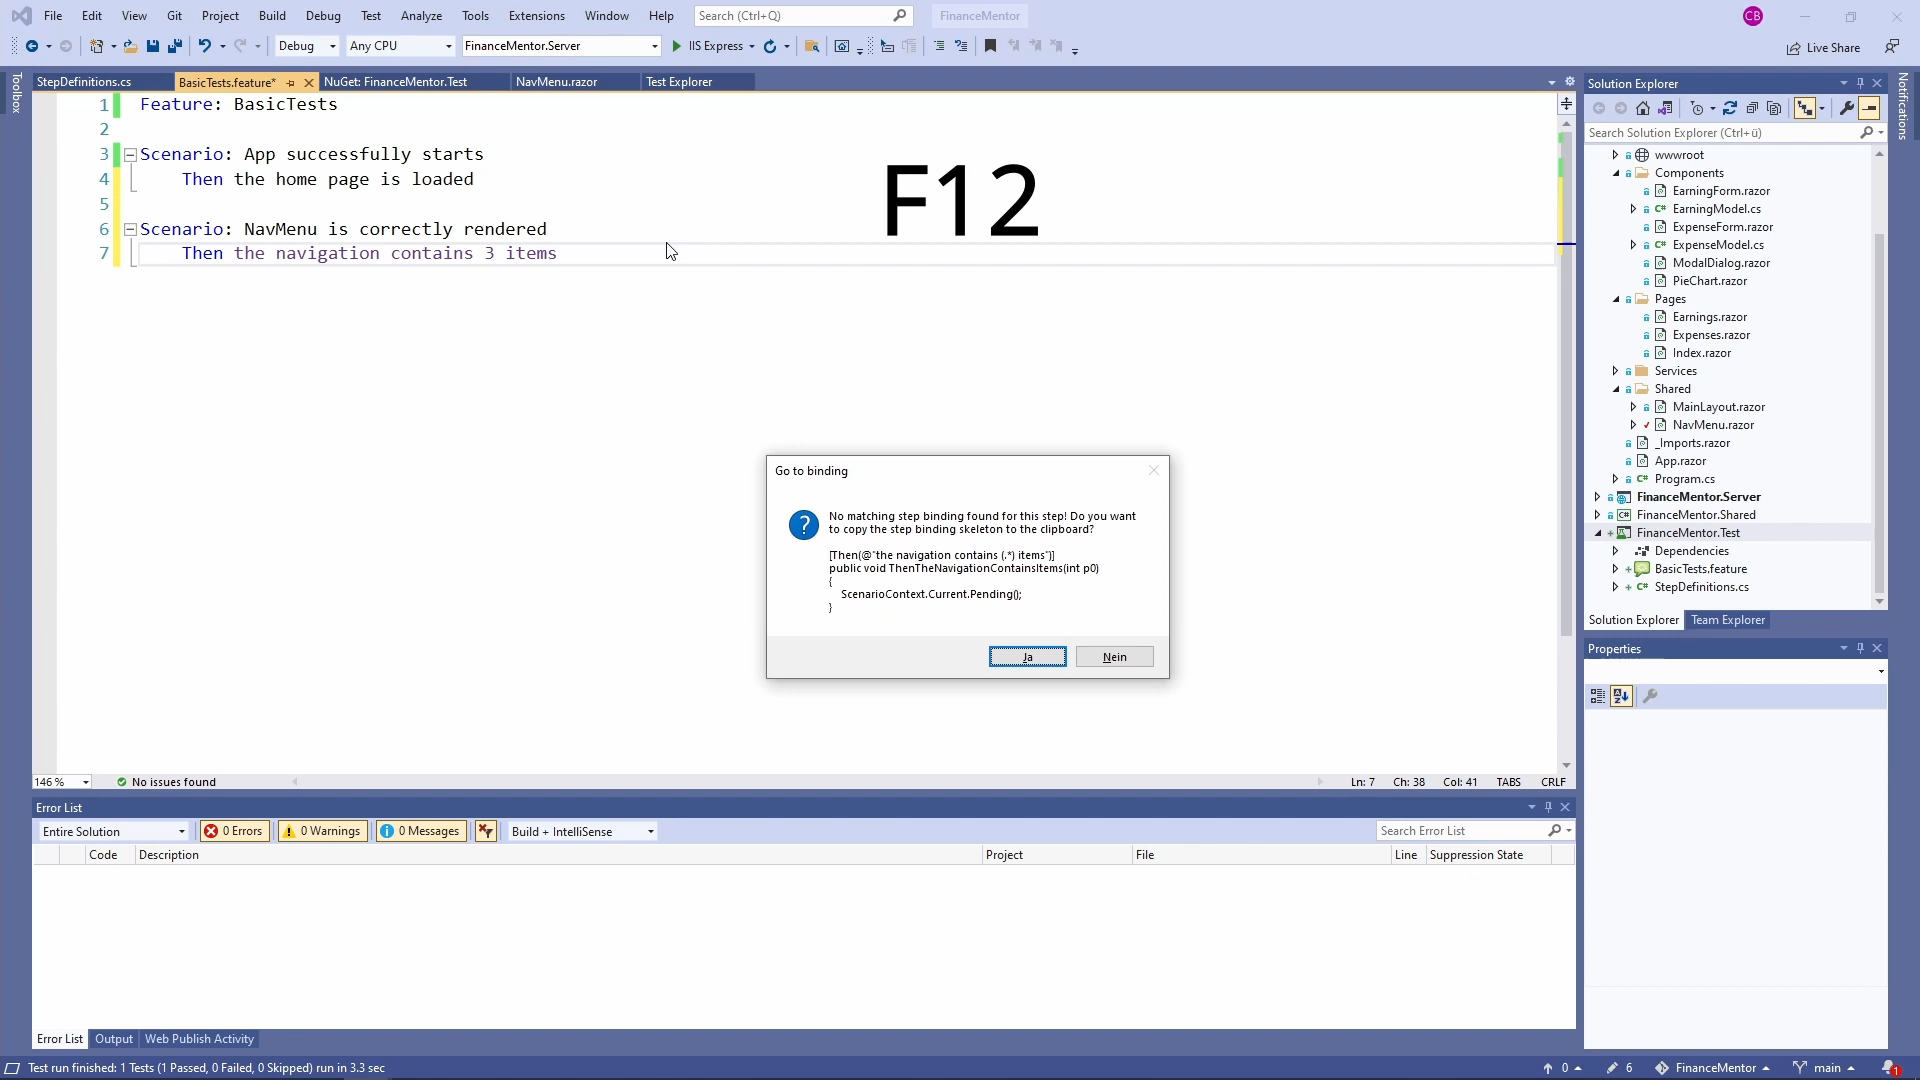 File Edit View Git Project Build Debug Test Analyze Tools Extensions Window Help Search (Ctrl+Q) FinanceMentor CB
Debug Any CPU FinanceMentor.Server IIS Express Live Share
Toolbox
StepDefinitions.cs BasicTests.feature* NuGet: FinanceMentor.Test NavMenu.razor Test Explorer
1 Feature: BasicTests
2
3 Scenario: App successfully starts
4 Then the home page is loaded
5
6 Scenario: NavMenu is correctly rendered
7 Then the navigation contains 3 items
F12
Go to binding
?
No matching step binding found for this step! Do you want
to copy the step binding skeleton to the clipboard?
[Then(@"the navigation contains (.*) items")]
public void ThenTheNavigationContainsItems(int p0)
{
ScenarioContext.Current.Pending();
}
Ja Nein
146 % No issues found Ln: 7 Ch: 38 Col: 41 TABS CRLF
Error List
Entire Solution 0 Errors 0 Warnings 0 Messages Build + IntelliSense Search Error List
Code Description Project File Line Suppression State
Error List Output Web Publish Activity
Solution Explorer
Search Solution Explorer (Ctrl+ü)
wwwroot
Components
EarningForm.razor
EarningModel.cs
ExpenseForm.razor
ExpenseModel.cs
ModalDialog.razor
PieChart.razor
Pages
Earnings.razor
Expenses.razor
Index.razor
Services
Shared
MainLayout.razor
NavMenu.razor
_Imports.razor
App.razor
Program.cs
FinanceMentor.Server
FinanceMentor.Shared
FinanceMentor.Test
Dependencies
BasicTests.feature
StepDefinitions.cs
Solution Explorer Team Explorer
Properties
Notifications
Test run finished: 1 Tests (1 Passed, 0 Failed, 0 Skipped) run in 3.3 sec 0 6 FinanceMentor main 1